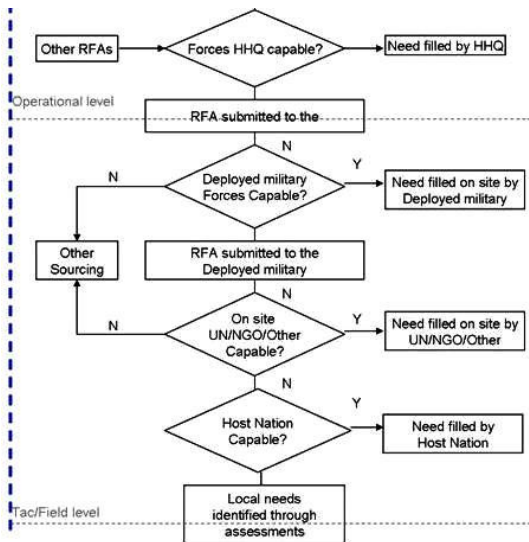 Other RFAs
Forces HHQ capable?
Need filled by HHQ
Operational level
RFA submitted to the
N
N
Y
Deployed military
Forces Capable?
Need filled on site by
Deployed military
Other
Sourcing
RFA submitted to the
Deployed military
N
On site
UN/NGO/Other
Capable?
N
Y
Need filled on site by
UN/NGO/Other
N
Y
Host Nation
Capable?
Need filled by
Host Nation
Local needs
identified through
assessments
Tac/Field level